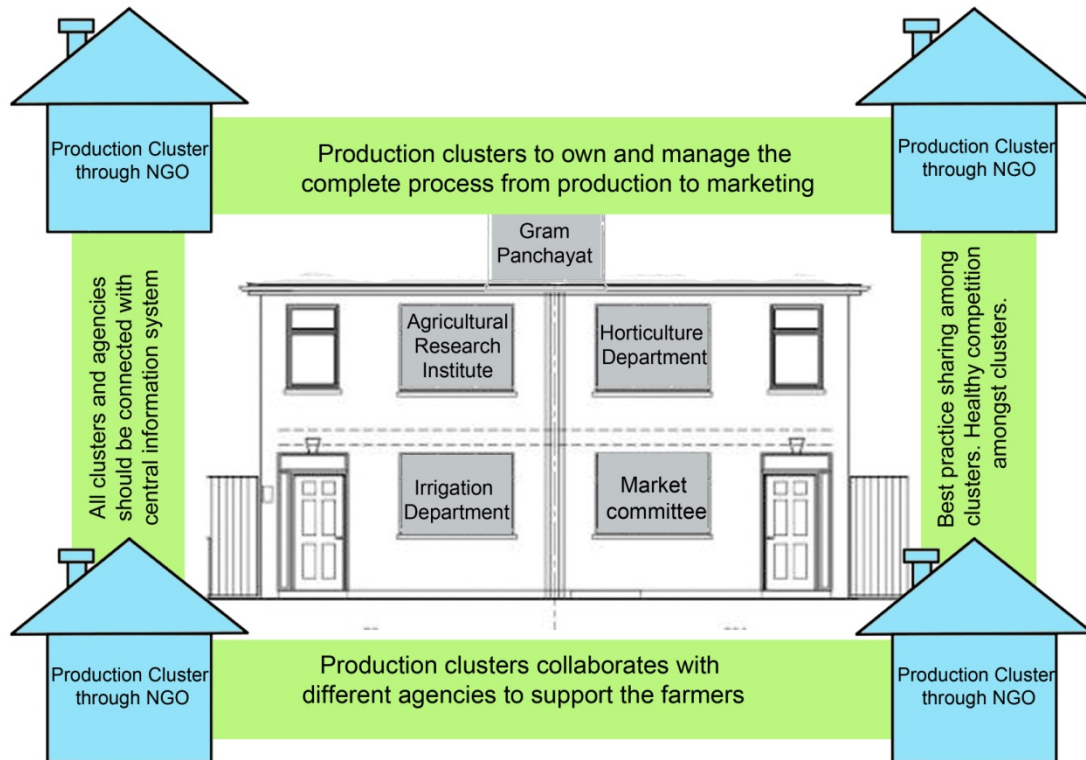 Production Cluster
through NGO
Production clusters to own and manage the
complete process from production to marketing
Production Cluster
through NGO
Gram
Panchayat
All clusters and agencies
should be connected with
central information system
Agricultural
Research
Institute
Horticulture
Department
Irrigation
Department
Market
committee
Best practice sharing among
clusters. Healthy competition
amongst clusters.
Production Cluster
through NGO
Production clusters collaborates with
different agencies to support the farmers
Production Cluster
through NGO